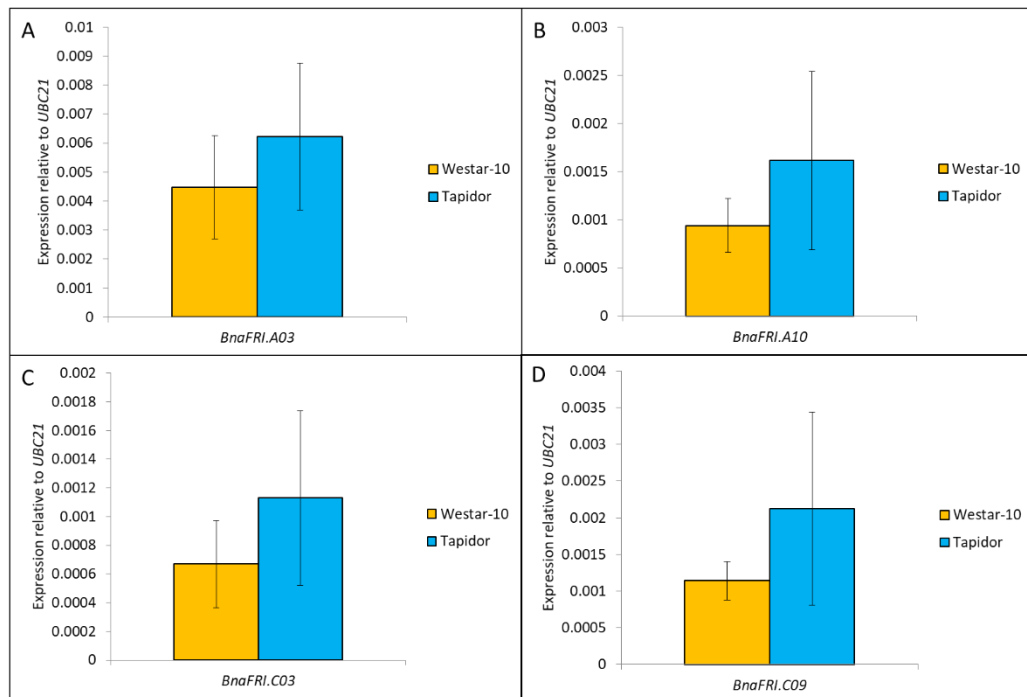 A
Expression relative to UBC21
0.01
0.009
0.008
0.007
0.006
0.005
0.004
0.003
0.002
0.001
0
BnaFRI.A03
Westar-10
Tapidor
B
Expression relative to UBC21
0.003
0.0025
0.002
0.0015
0.001
0.0005
0
BnaFRI.A10
Westar-10
Tapidor
C
Expression relative to UBC21
0.002
0.0018
0.0016
0.0014
0.0012
0.001
0.0008
0.0006
0.0004
0.0002
0
BnaFRI.C03
Westar-10
Tapidor
D
Expression relative to UBC21
0.004
0.0035
0.003
0.0025
0.002
0.0015
0.001
0.0005
0
BnaFRI.C09
Westar-10
Tapidor